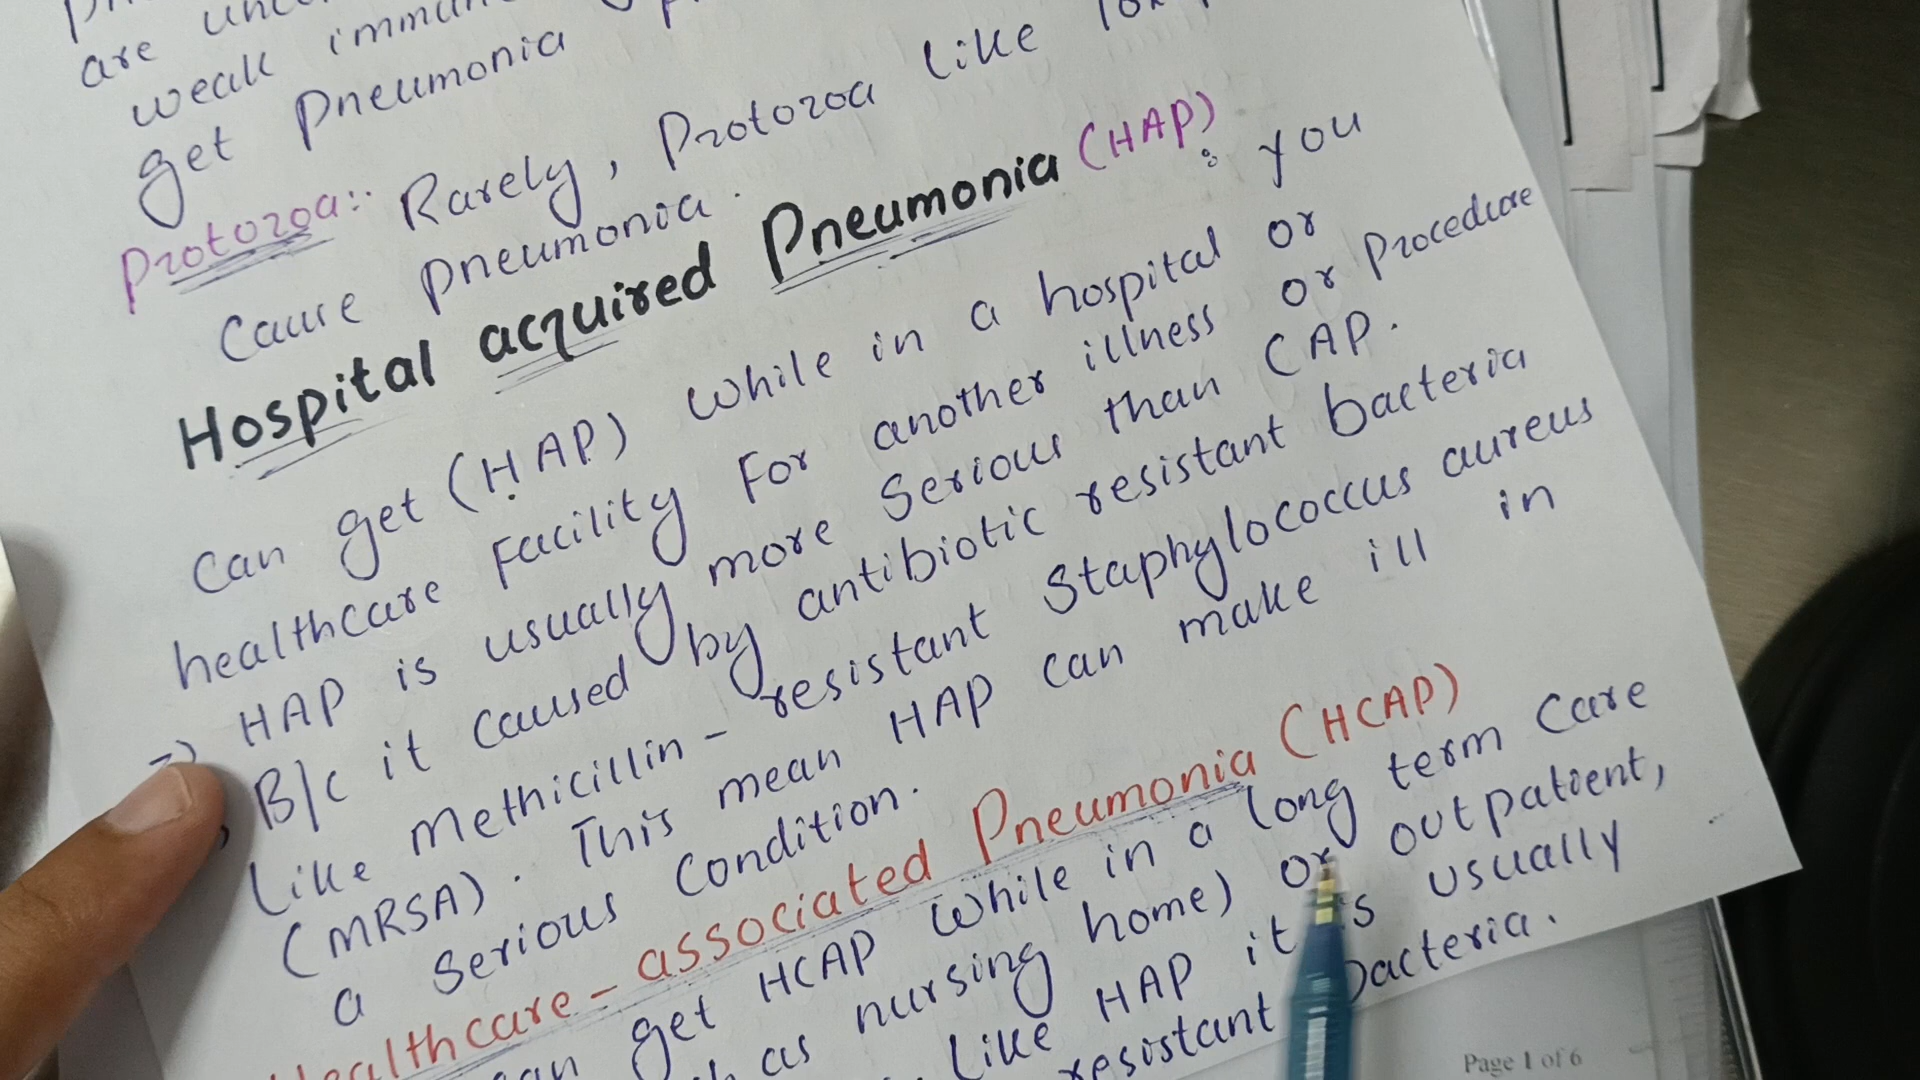 are
weak
get pneumonia
Protozoa:- Rarely, Protozoa like
Cause pneumonia.
Hospital acquired Pneumonia (HAP) : you
can get (HAP) while in a hospital or
healthcare facility for another illness or procedure
→ HAP is usually more serious than CAP.
B/c it caused by antibiotic resistant bacteria
Like Methicillin - resistant Staphylococcus aureus
(MRSA). This mean HAP can make ill in
a serious condition.
Healthcare - associated Pneumonia (HCAP)
get HCAP while in a long term care
as nursing home) or outpatient,
Like HAP it is usually
resistant bacteria.
Page 1 of 6